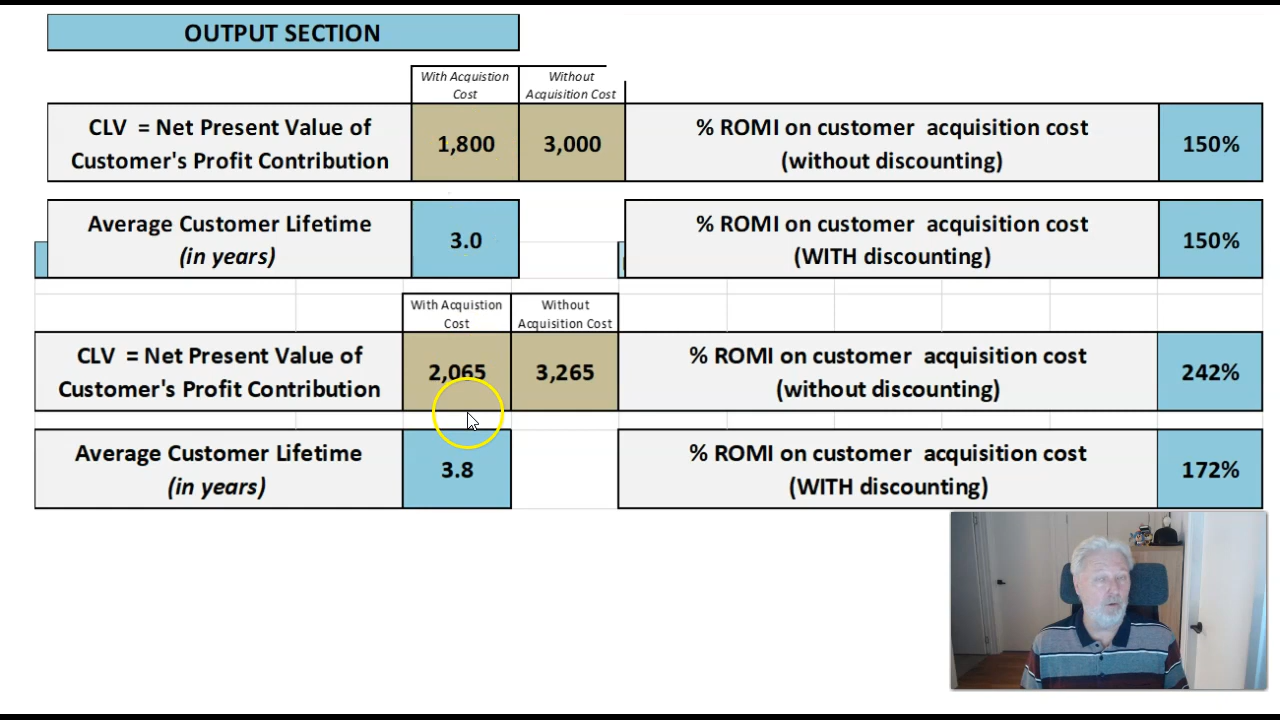 OUTPUT SECTION
With Acquistion
Cost
Without
Acquisition Cost
CLV = Net Present Value of
Customer's Profit Contribution
1,800
3,000
% ROMI on customer acquisition cost
(without discounting)
150%
Average Customer Lifetime
(in years)
3.0
% ROMI on customer acquisition cost
(WITH discounting)
150%
With Acquistion
Cost
Without
Acquisition Cost
CLV = Net Present Value of
Customer's Profit Contribution
2,065
3,265
% ROMI on customer acquisition cost
(without discounting)
242%
Average Customer Lifetime
(in years)
3.8
% ROMI on customer acquisition cost
(WITH discounting)
172%